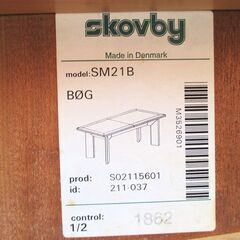 skovby
Made in Denmark
model: SM21B
BØG
M3526901
prod: S02115601
id: 211-037
control: 1862
1/2